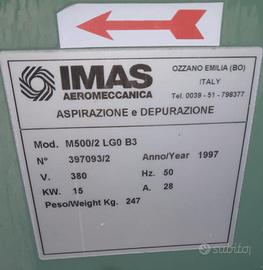 IMAS
AEROMECCANICA
OZZANO EMILIA (BO)
ITALY
Tel. 0039 - 51 - 798377
ASPIRAZIONE e DEPURAZIONE
Mod. M500/2 LG0 B3
N° 397093/2 Anno/Year 1997
V. 380 Hz. 50
KW. 15 A. 28
Peso/Weight Kg. 247
subito